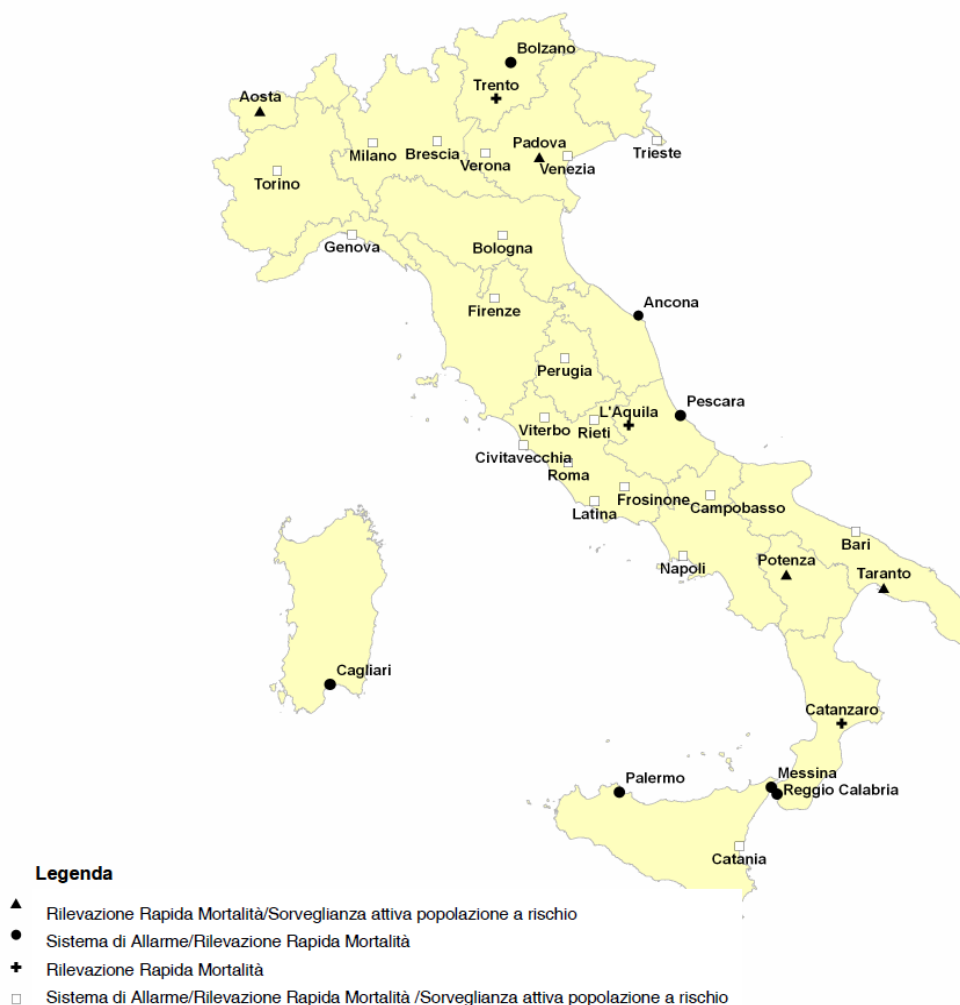 Bolzano
Trento
Aosta
Padova
Trieste
Milano
Brescia
Verona
Venezia
Torino
Genova
Bologna
Ancona
Firenze
Perugia
Pescara
L'Aquila
Viterbo
Rieti
Civitavecchia
Roma
Frosinone
Campobasso
Latina
Bari
Napoli
Potenza
Taranto
Cagliari
Catanzaro
Messina
Palermo
Reggio Calabria
Catania
Legenda
Rilevazione Rapida Mortalità/Sorveglianza attiva popolazione a rischio
Sistema di Allarme/Rilevazione Rapida Mortalità
Rilevazione Rapida Mortalità
Sistema di Allarme/Rilevazione Rapida Mortalità /Sorveglianza attiva popolazione a rischio